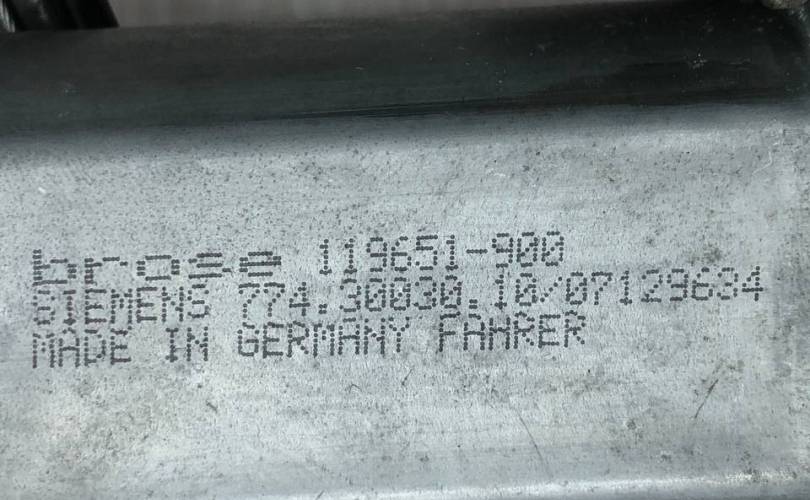 brose 119651-900
SIEMENS 774.30030.10/07129634
MADE IN GERMANY FAHRER